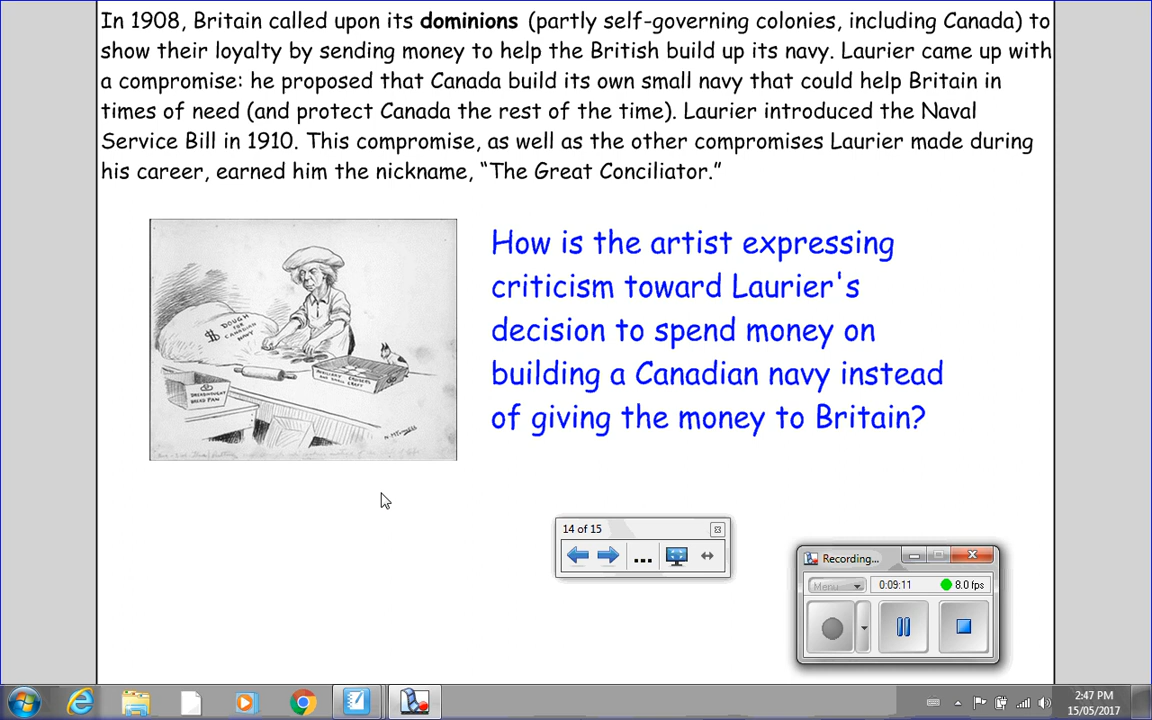 In 1908, Britain called upon its dominions (partly self-governing colonies, including Canada) to
show their loyalty by sending money to help the British build up its navy. Laurier came up with
a compromise: he proposed that Canada build its own small navy that could help Britain in
times of need (and protect Canada the rest of the time). Laurier introduced the Naval
Service Bill in 1910. This compromise, as well as the other compromises Laurier made during
his career, earned him the nickname, “The Great Conciliator.”
$ DOUGH
FOR
CANADIAN
NAVY
DREADNOUGHT
BREAD PAN
CRUISERS
AND SMALL CRAFT
How is the artist expressing
criticism toward Laurier's
decision to spend money on
building a Canadian navy instead
of giving the money to Britain?
14 of 15
...
Recording...
Menu
0:09:11
8.0 fps
2:47 PM
15/05/2017